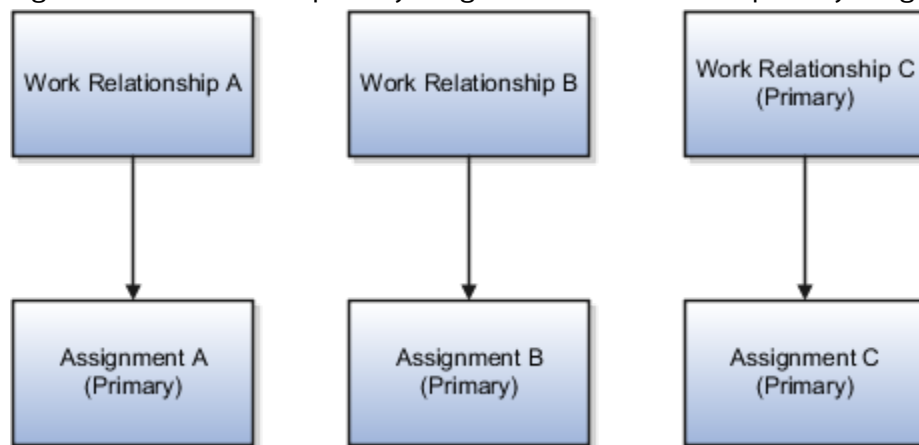 Work Relationship A
Work Relationship B
Work Relationship C
(Primary)
Assignment A
(Primary)
Assignment B
(Primary)
Assignment C
(Primary)